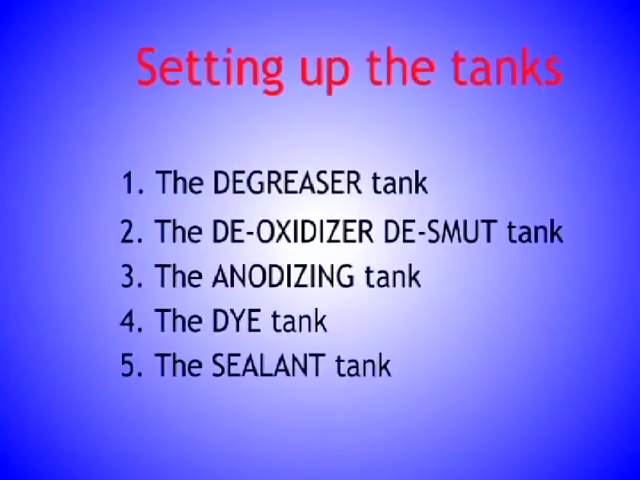 Setting up the tanks
1. The DEGREASER tank
2. The DE-OXIDIZER DE-SMUT tank
3. The ANODIZING tank
4. The DYE tank
5. The SEALANT tank